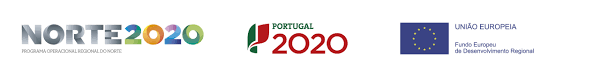 NORTE2020
PROGRAMA OPERACIONAL REGIONAL DO NORTE
PORTUGAL
2020
UNIÃO EUROPEIA
Fundo Europeu
de Desenvolvimento Regional